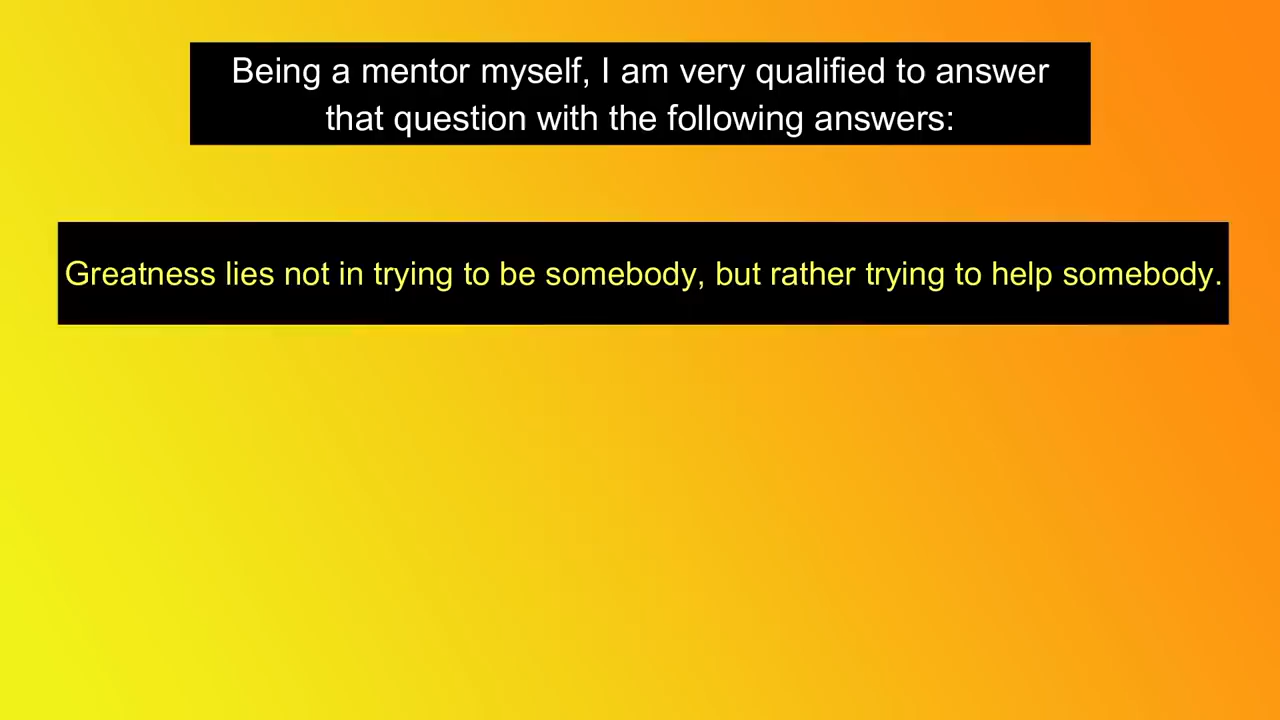 Being a mentor myself, I am very qualified to answer
that question with the following answers:
Greatness lies not in trying to be somebody, but rather trying to help somebody.